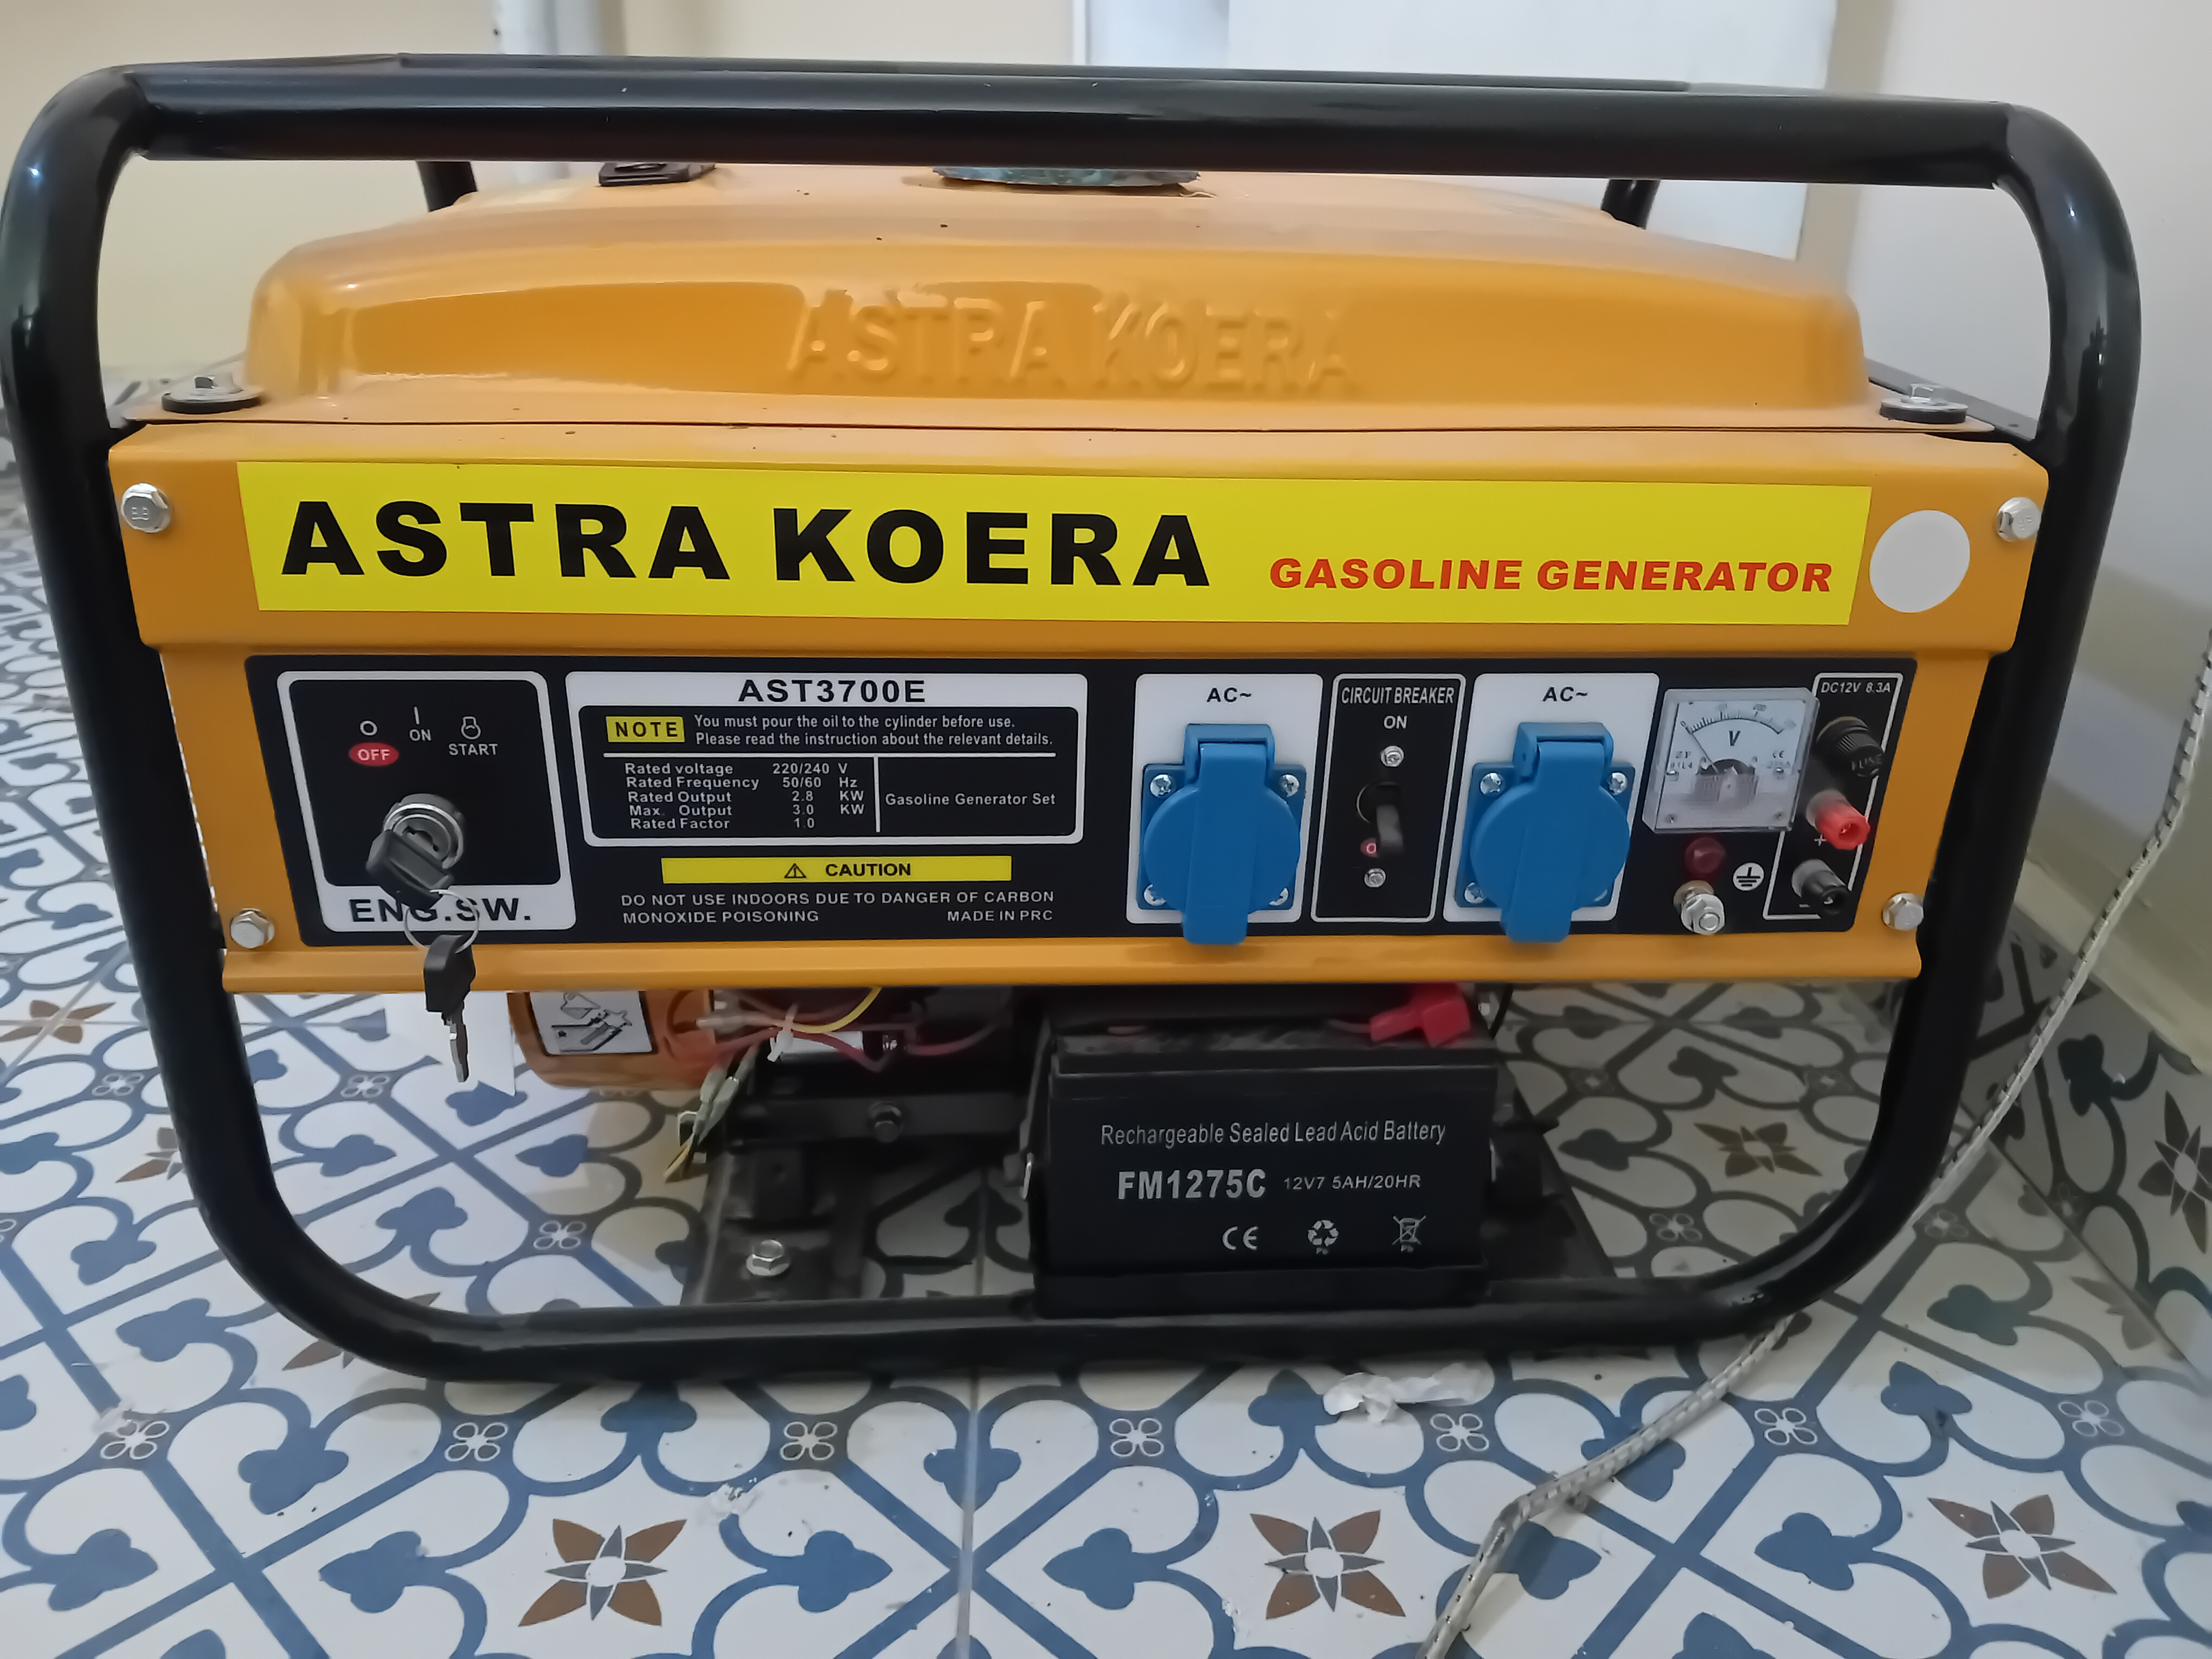 ASTRA KOERA
ASTRA KOERA GASOLINE GENERATOR
OFF
ON
START
ENG.SW.
AST3700E
NOTE
You must pour the oil to the cylinder before use.
Please read the instruction about the relevant details.
Rated voltage 220/240 V
Rated Frequency 50/60 Hz
Rated Output 2.8 KW
Max. Output 3.0 KW
Rated Factor 1.0
Gasoline Generator Set
CAUTION
DO NOT USE INDOORS DUE TO DANGER OF CARBON
MONOXIDE POISONING MADE IN PRC
AC~
CIRCUIT BREAKER
ON
AC~
V
DC12V 8.3A
FUSE
+
Rechargeable Sealed Lead Acid Battery
FM1275C 12V7 5AH/20HR
CE
Pb
Pb